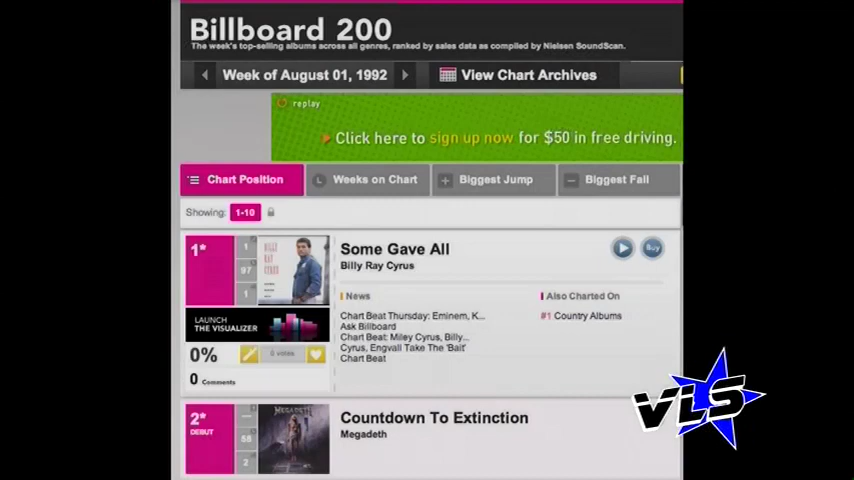 Billboard 200
The week's top-selling albums across all genres, ranked by sales data as compiled by Nielsen SoundScan.
Week of August 01, 1992
View Chart Archives
replay
Click here to sign up now for $50 in free driving.
Chart Position
Weeks on Chart
Biggest Jump
Biggest Fall
Showing: 1-10
1*
1
97
1
BILLY
RAY
CYRUS
Some Gave All
Buy
Billy Ray Cyrus
News
Also Charted On
Chart Beat Thursday: Eminem, K...
#1 Country Albums
Ask Billboard
Chart Beat: Miley Cyrus, Billy...
Cyrus, Engvall Take The 'Bait'
Chart Beat
LAUNCH
THE VISUALIZER
0%
0 votes
0 Comments
VLS
2*
DEBUT
—
68
2
MEGADETH
Countdown To Extinction
Megadeth